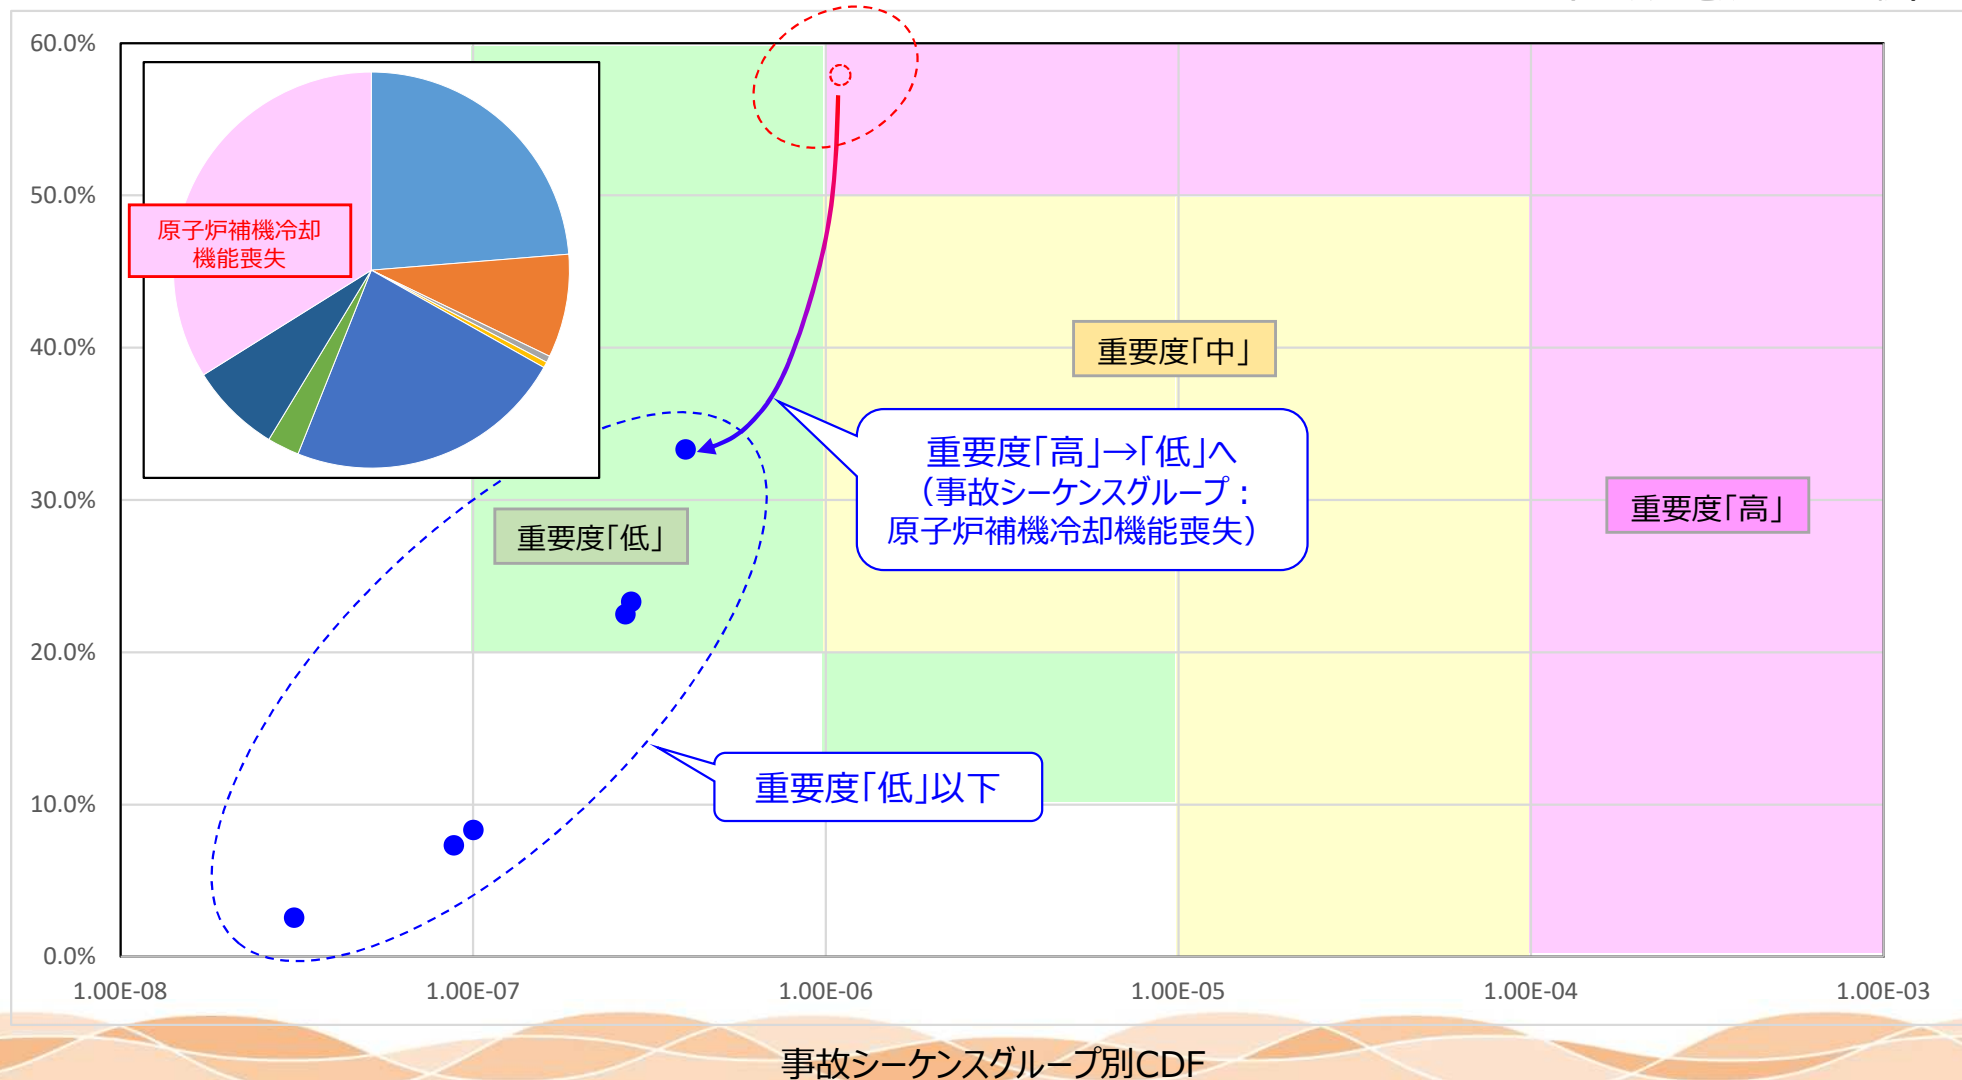 60.0%
50.0%
40.0%
30.0%
20.0%
10.0%
0.0%
原子炉補機冷却
機能喪失
重要度「中」
重要度「高」→「低」へ
（事故シーケンスグループ：
原子炉補機冷却機能喪失）
重要度「高」
重要度「低」
重要度「低」以下
1.00E-08
1.00E-07
1.00E-06
1.00E-05
1.00E-04
1.00E-03
事故シーケンスグループ別CDF